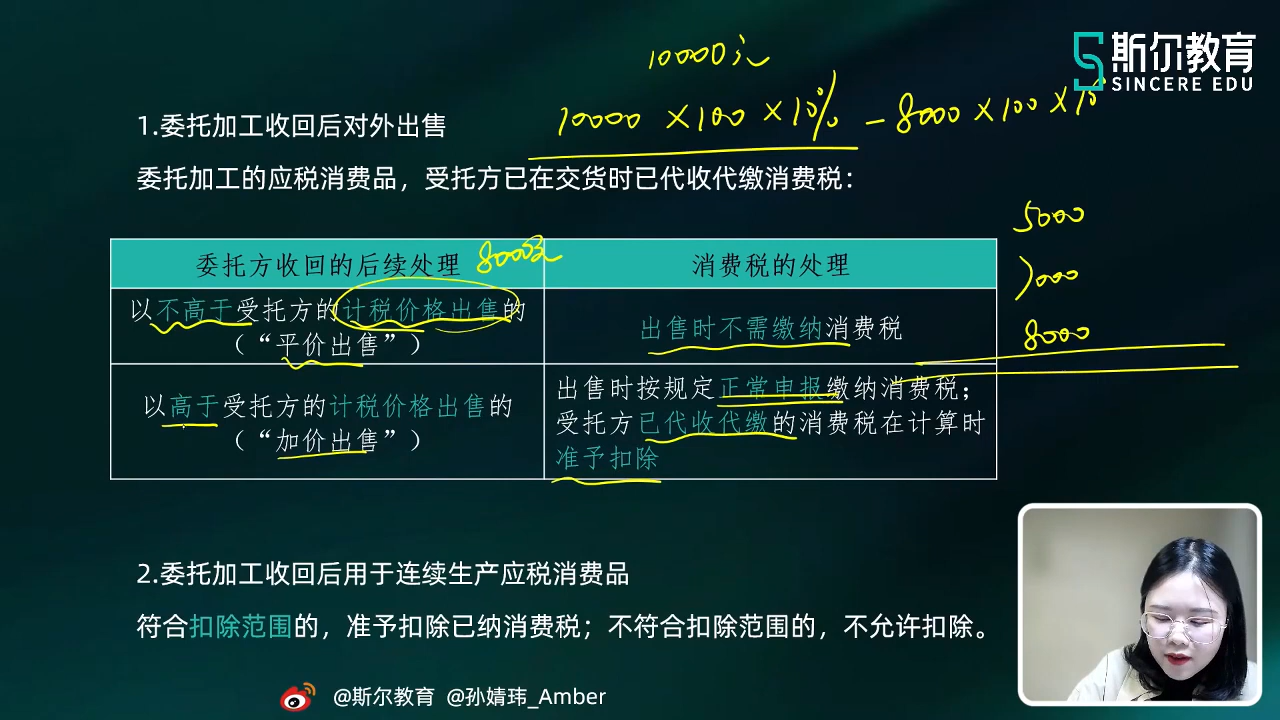 10000元
斯尔教育
SINCERE EDU
10000 × 100 × 10% - 8000 × 100 × 10
1.委托加工收回后对外出售
委托加工的应税消费品，受托方已在交货时已代收代缴消费税：
5000
委托方收回的后续处理
8000
消费税的处理
7000
以不高于受托方的计税价格出售的
（“平价出售”）
出售时不需缴纳消费税
8000
以高于受托方的计税价格出售的
（“加价出售”）
出售时按规定正常申报缴纳消费税；
受托方已代收代缴的消费税在计算时
准予扣除
2.委托加工收回后用于连续生产应税消费品
符合扣除范围的，准予扣除已纳消费税；不符合扣除范围的，不允许扣除。
@斯尔教育 @孙婧玮_Amber